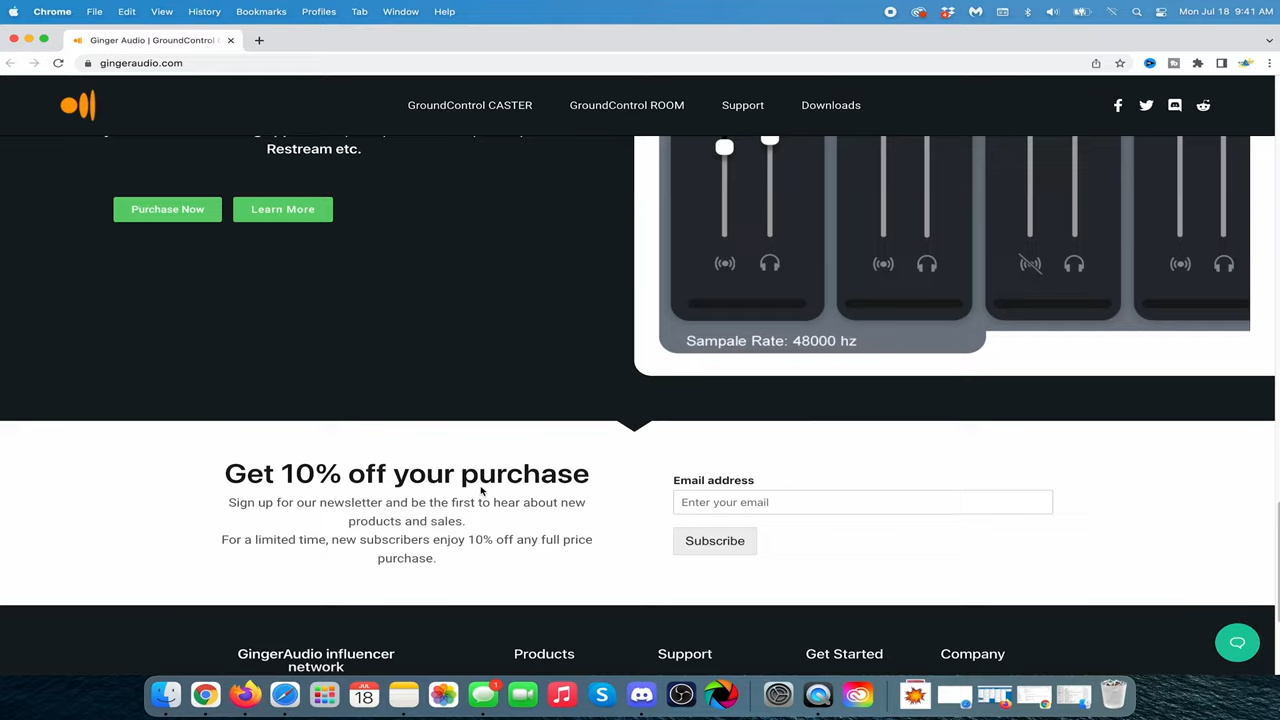 Chrome File Edit View History Bookmarks Profiles Tab Window Help Mon Jul 18 9:41 AM
Ginger Audio | GroundControl
gingeraudio.com
GroundControl CASTER GroundControl ROOM Support Downloads
Restream etc.
Purchase Now Learn More
Sampale Rate: 48000 hz
Get 10% off your purchase
Sign up for our newsletter and be the first to hear about new
products and sales.
For a limited time, new subscribers enjoy 10% off any full price
purchase.
Email address
Enter your email
Subscribe
GingerAudio influencer
network
Products
Support
Get Started
Company
JUL
18
1